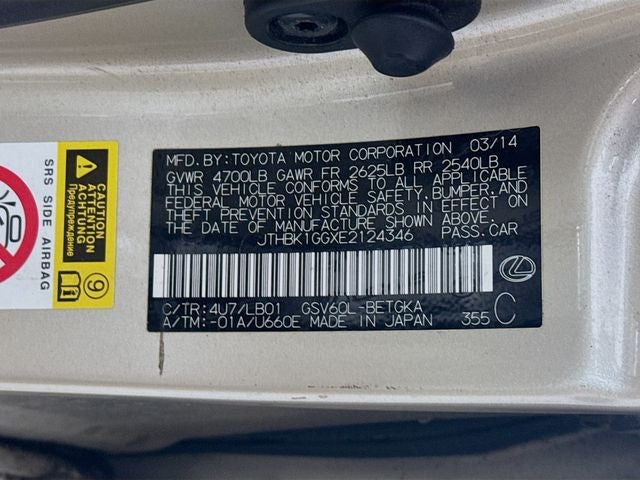 MFD. BY: TOYOTA MOTOR CORPORATION 03/14
GVWR 4700LB GAWR FR 2625LB RR 2540LB
THIS VEHICLE CONFORMS TO ALL APPLICABLE
FEDERAL MOTOR VEHICLE SAFETY, BUMPER, AND
THEFT PREVENTION STANDARDS IN EFFECT ON
THE DATE OF MANUFACTURE SHOWN ABOVE.
JTHBK1GGXE2124346 PASS.CAR
C/TR: 4U7/LB01 GSV60L-BETGKA
A/TM: -01A/U660E MADE IN JAPAN 355 C
SRS SIDE AIRBAG
CAUTION
ATTENTION
Предупреждение
9